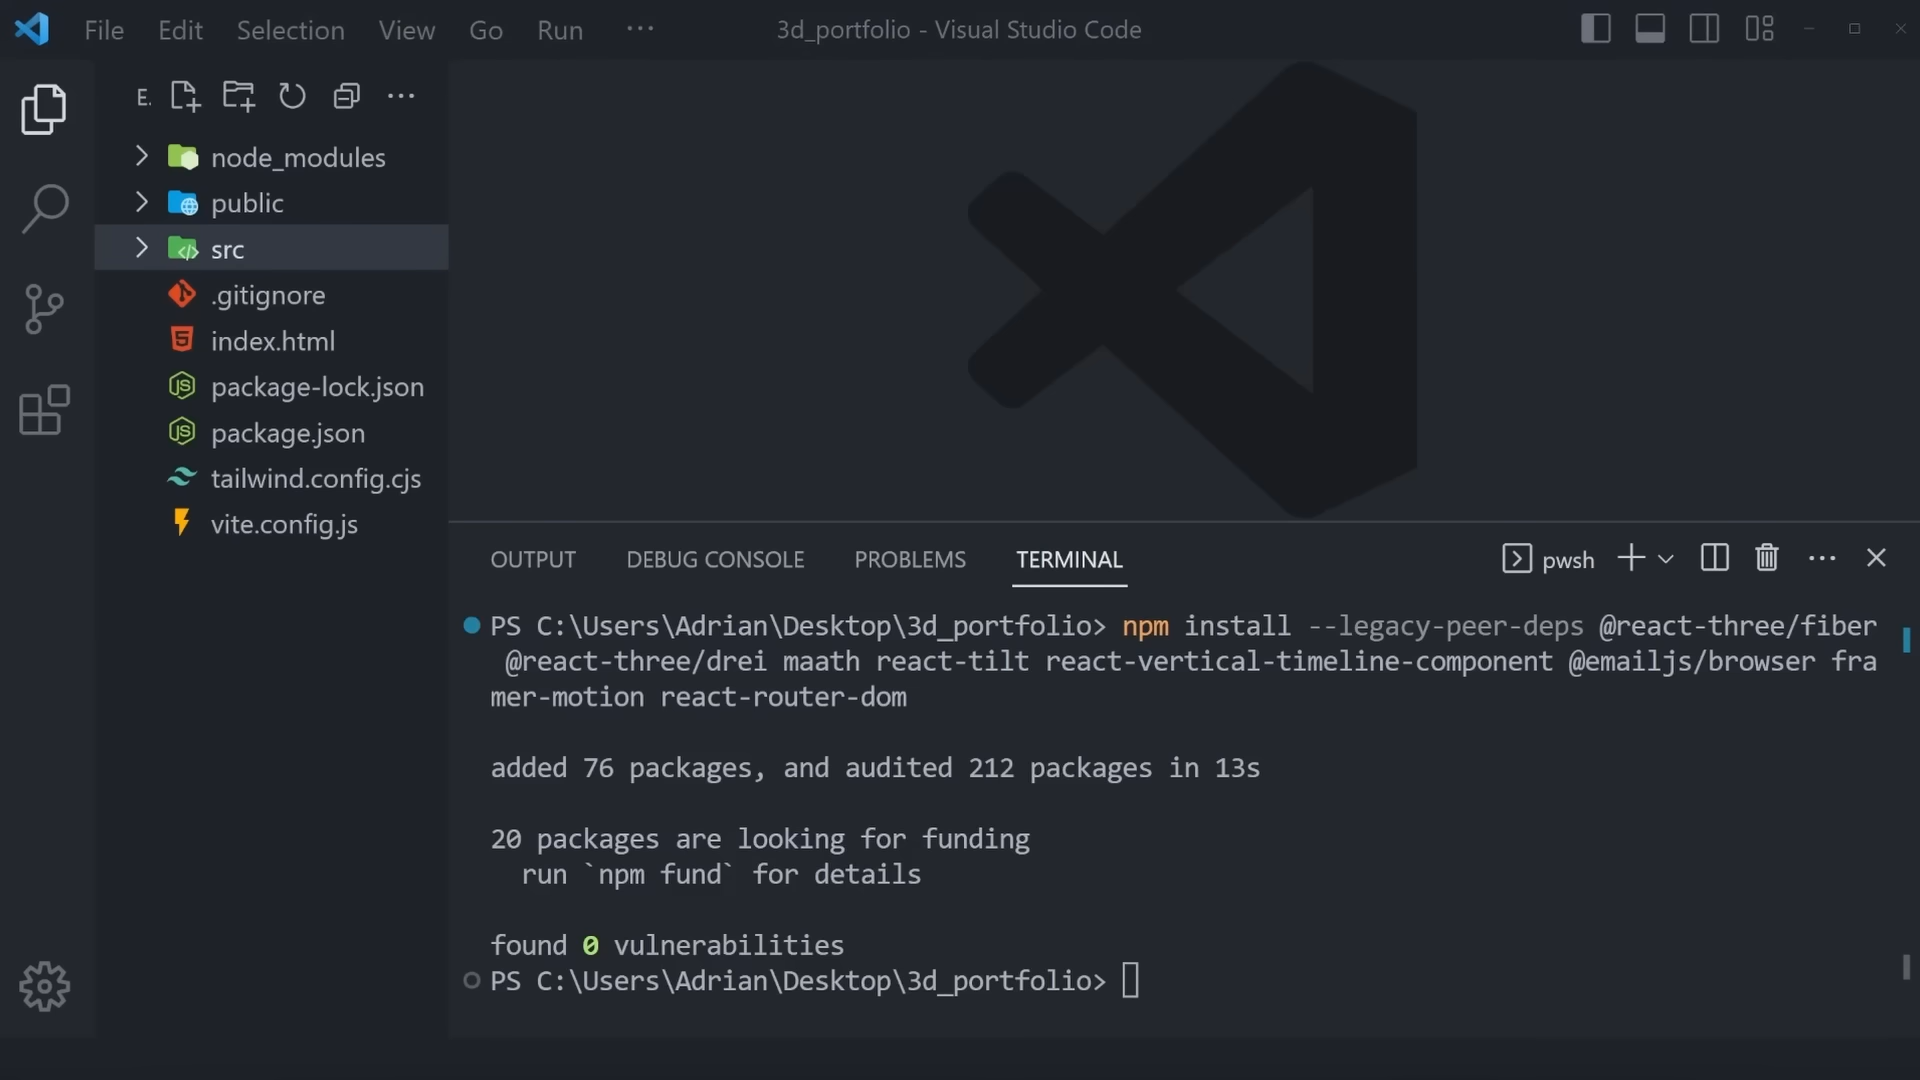 File Edit Selection View Go Run ···
3d_portfolio - Visual Studio Code
E.
node_modules
public
src
.gitignore
index.html
package-lock.json
package.json
tailwind.config.cjs
vite.config.js
OUTPUT DEBUG CONSOLE PROBLEMS TERMINAL
pwsh
PS C:\Users\Adrian\Desktop\3d_portfolio> npm install --legacy-peer-deps @react-three/fiber
@react-three/drei maath react-tilt react-vertical-timeline-component @emailjs/browser fra
mer-motion react-router-dom
added 76 packages, and audited 212 packages in 13s
20 packages are looking for funding
run `npm fund` for details
found 0 vulnerabilities
PS C:\Users\Adrian\Desktop\3d_portfolio>